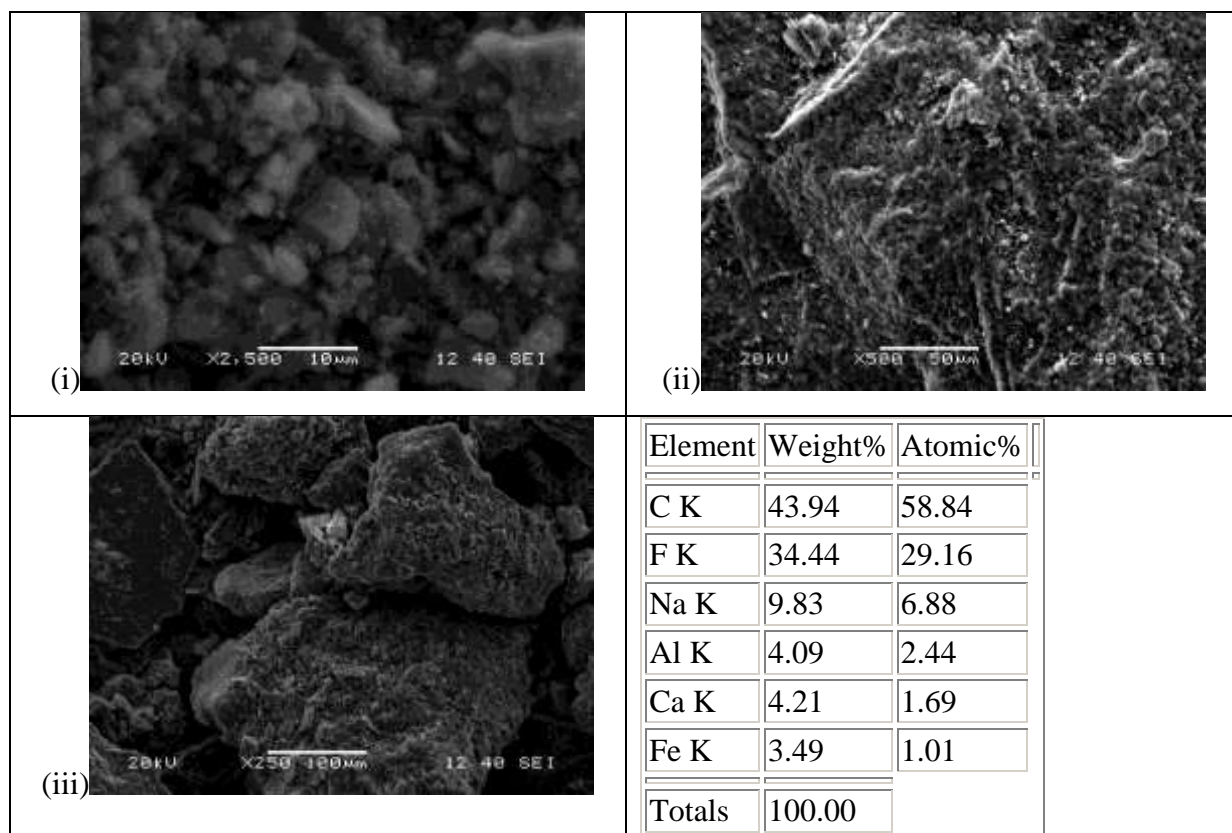 20kV X2,500 10μm 12 40 SEI
(i)
20kV X500 50μm 12 40 SEI
(ii)
20kV X250 100μm 12 40 SEI
(iii)
Element Weight% Atomic%
C K 43.94 58.84
F K 34.44 29.16
Na K 9.83 6.88
Al K 4.09 2.44
Ca K 4.21 1.69
Fe K 3.49 1.01
Totals 100.00